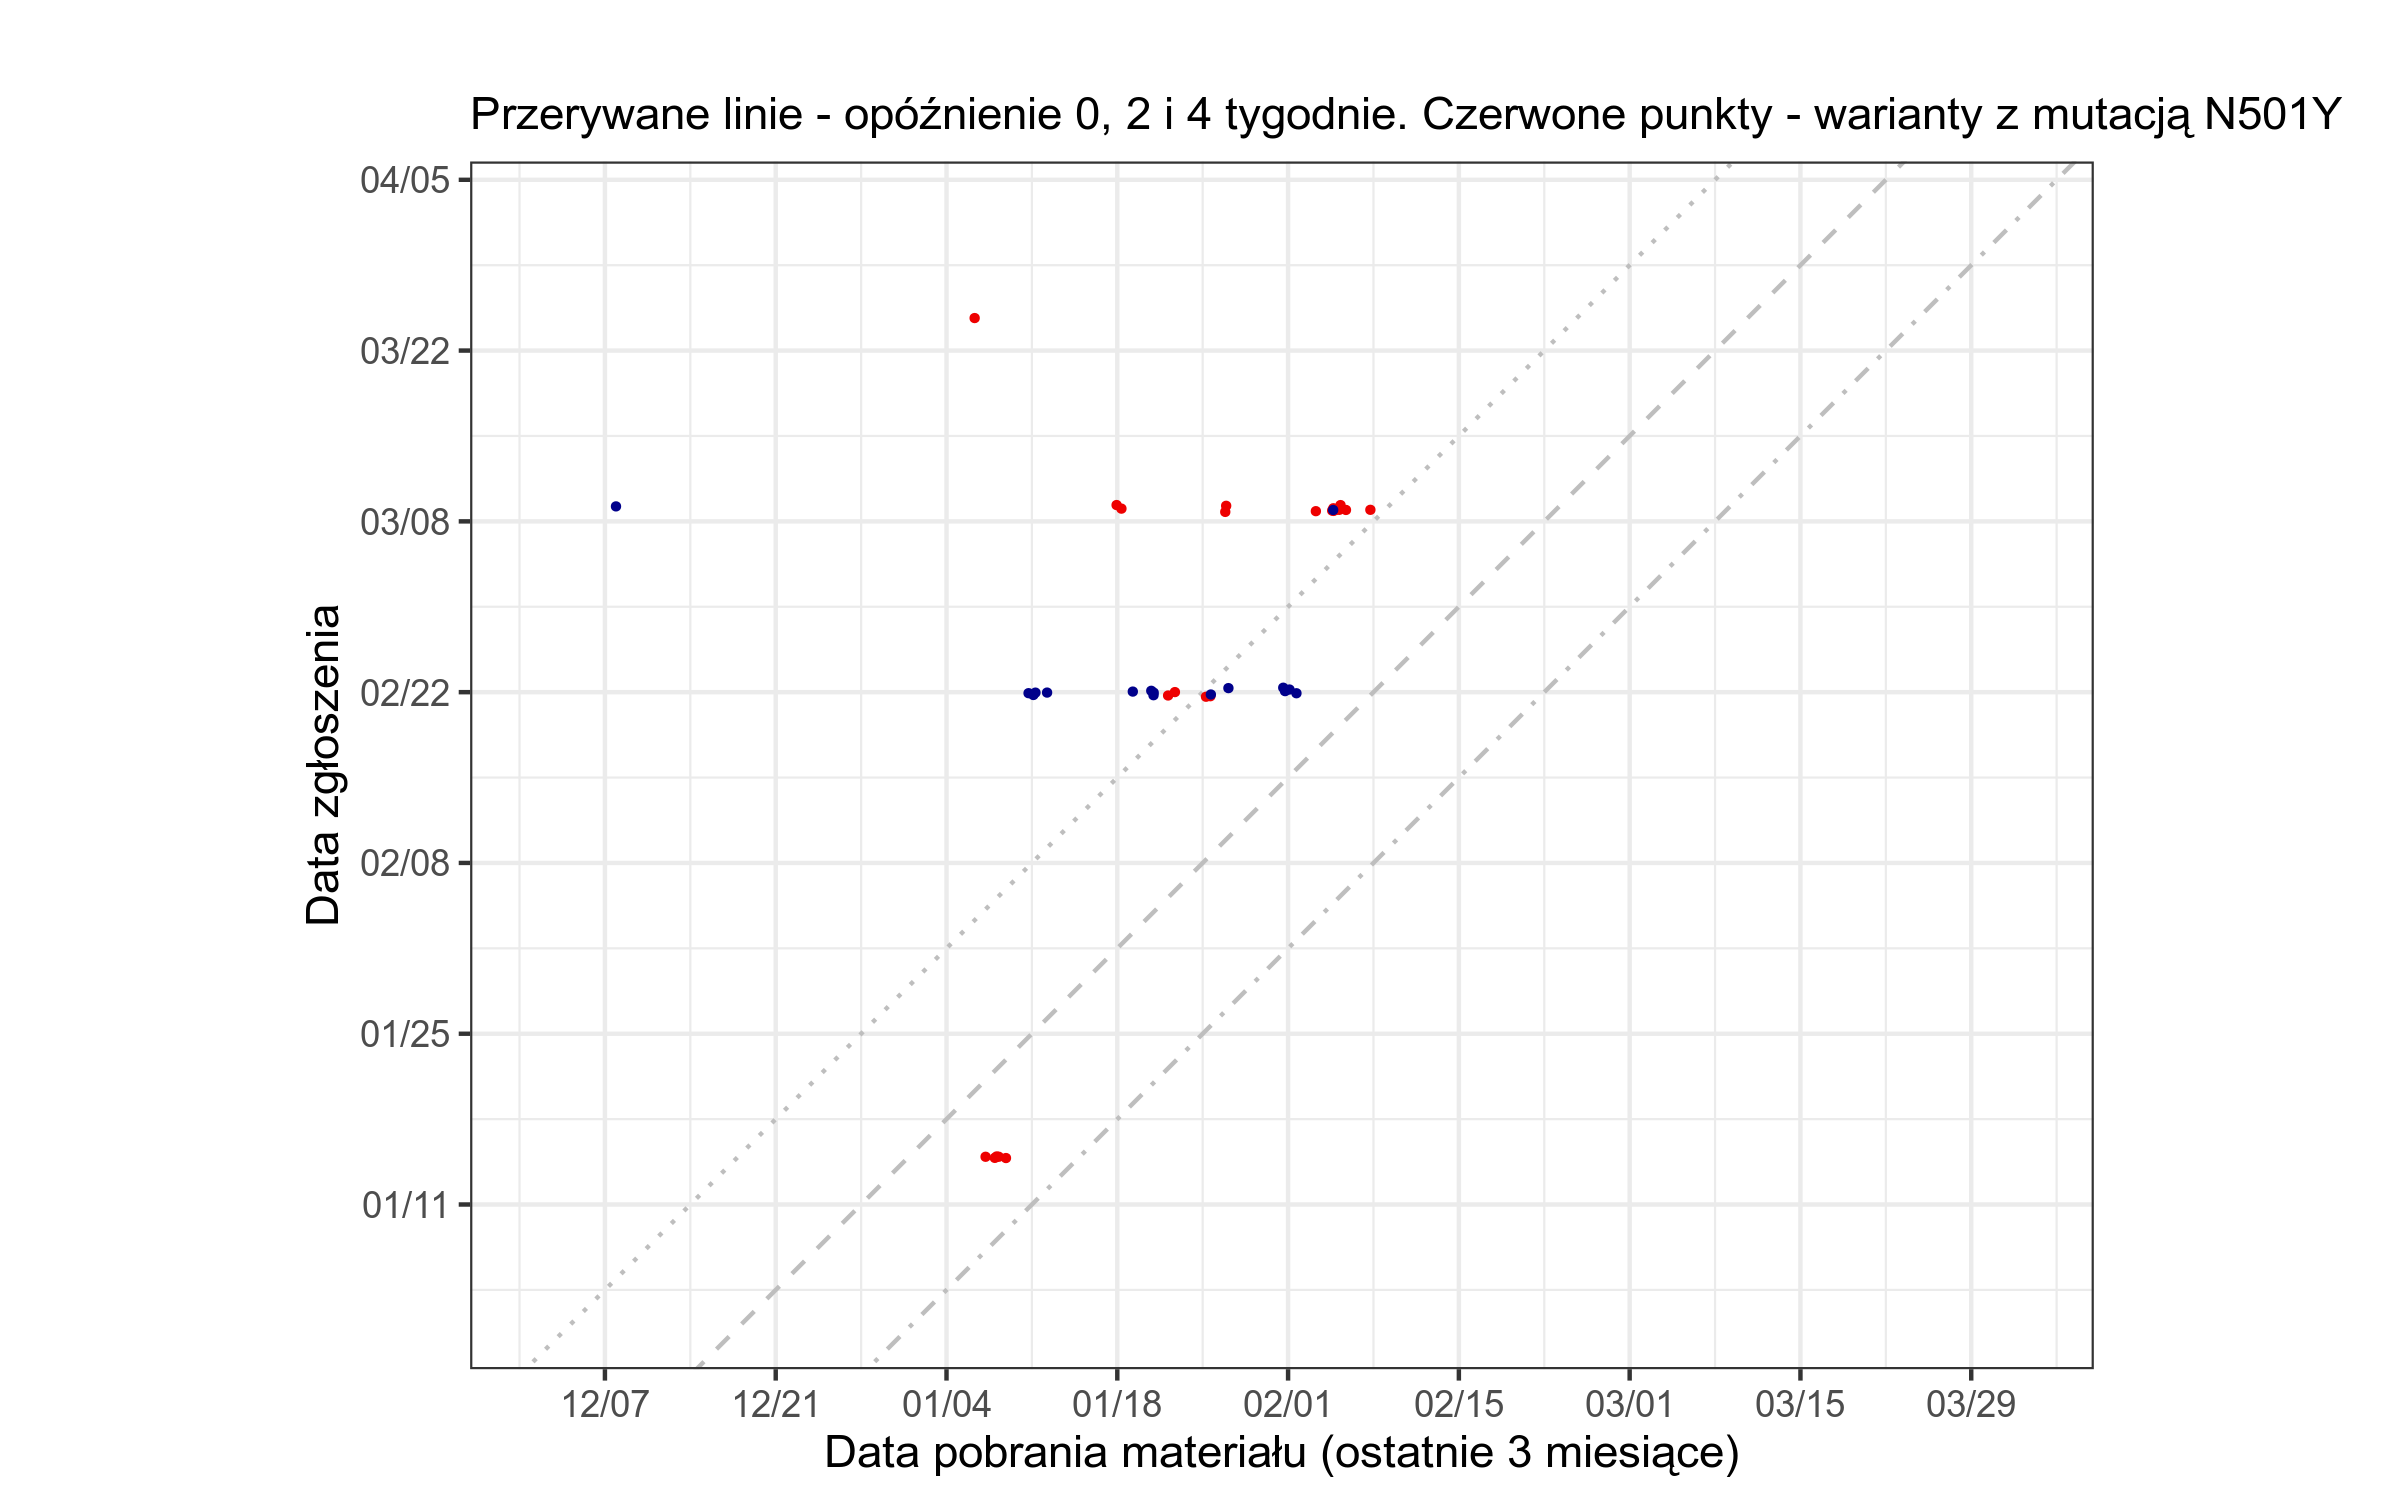 Przerywane linie - opóźnienie 0, 2 i 4 tygodnie. Czerwone punkty - warianty z mutacją N501Y
04/05
03/22
03/08
02/22
02/08
01/25
01/11
Data zgłoszenia
12/07 12/21 01/04 01/18 02/01 02/15 03/01 03/15 03/29
Data pobrania materiału (ostatnie 3 miesiące)